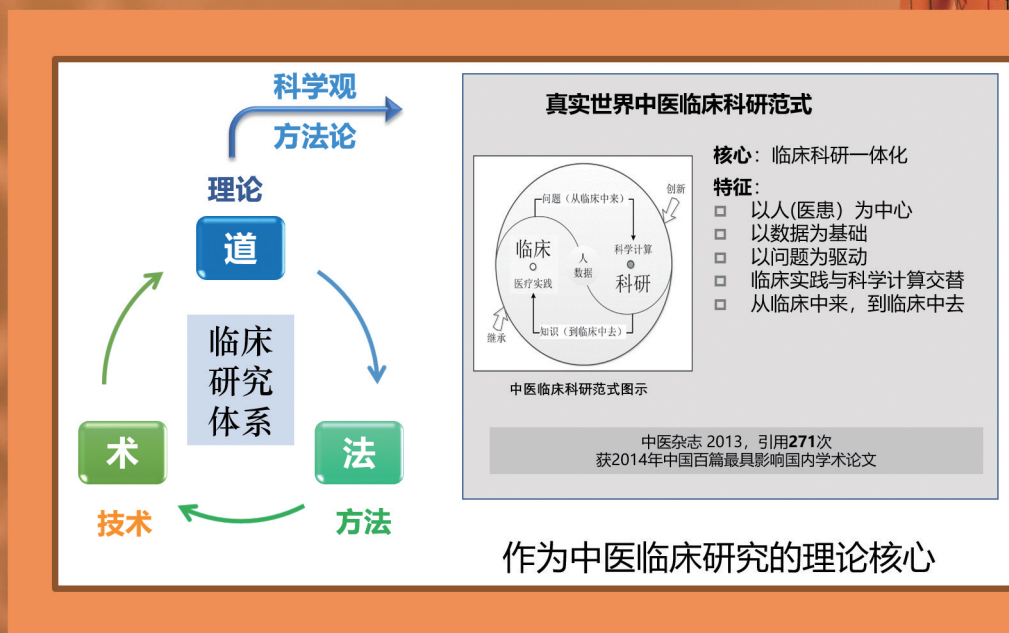 科学观
方法论
理论
道
临床
研究
体系
术
法
技术
方法
真实世界中医临床科研范式
问题（从临床中来）
创新
临床
医疗实践
人
数据
科学计算
科研
知识（到临床中去）
继承
中医临床科研范式图示
核心：临床科研一体化
特征：
以人(医患）为中心
以数据为基础
以问题为驱动
临床实践与科学计算交替
从临床中来，到临床中去
中医杂志 2013，引用271次
获2014年中国百篇最具影响国内学术论文
作为中医临床研究的理论核心